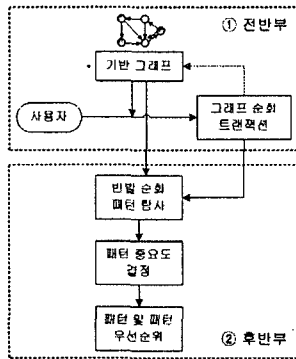 ① 전반부
기반 그래프
사용자
그래프 순회
트랜잭션
빈발 순회
패턴 탐사
패턴 중요도
결정
패턴 및 패턴
우선순위
② 후반부